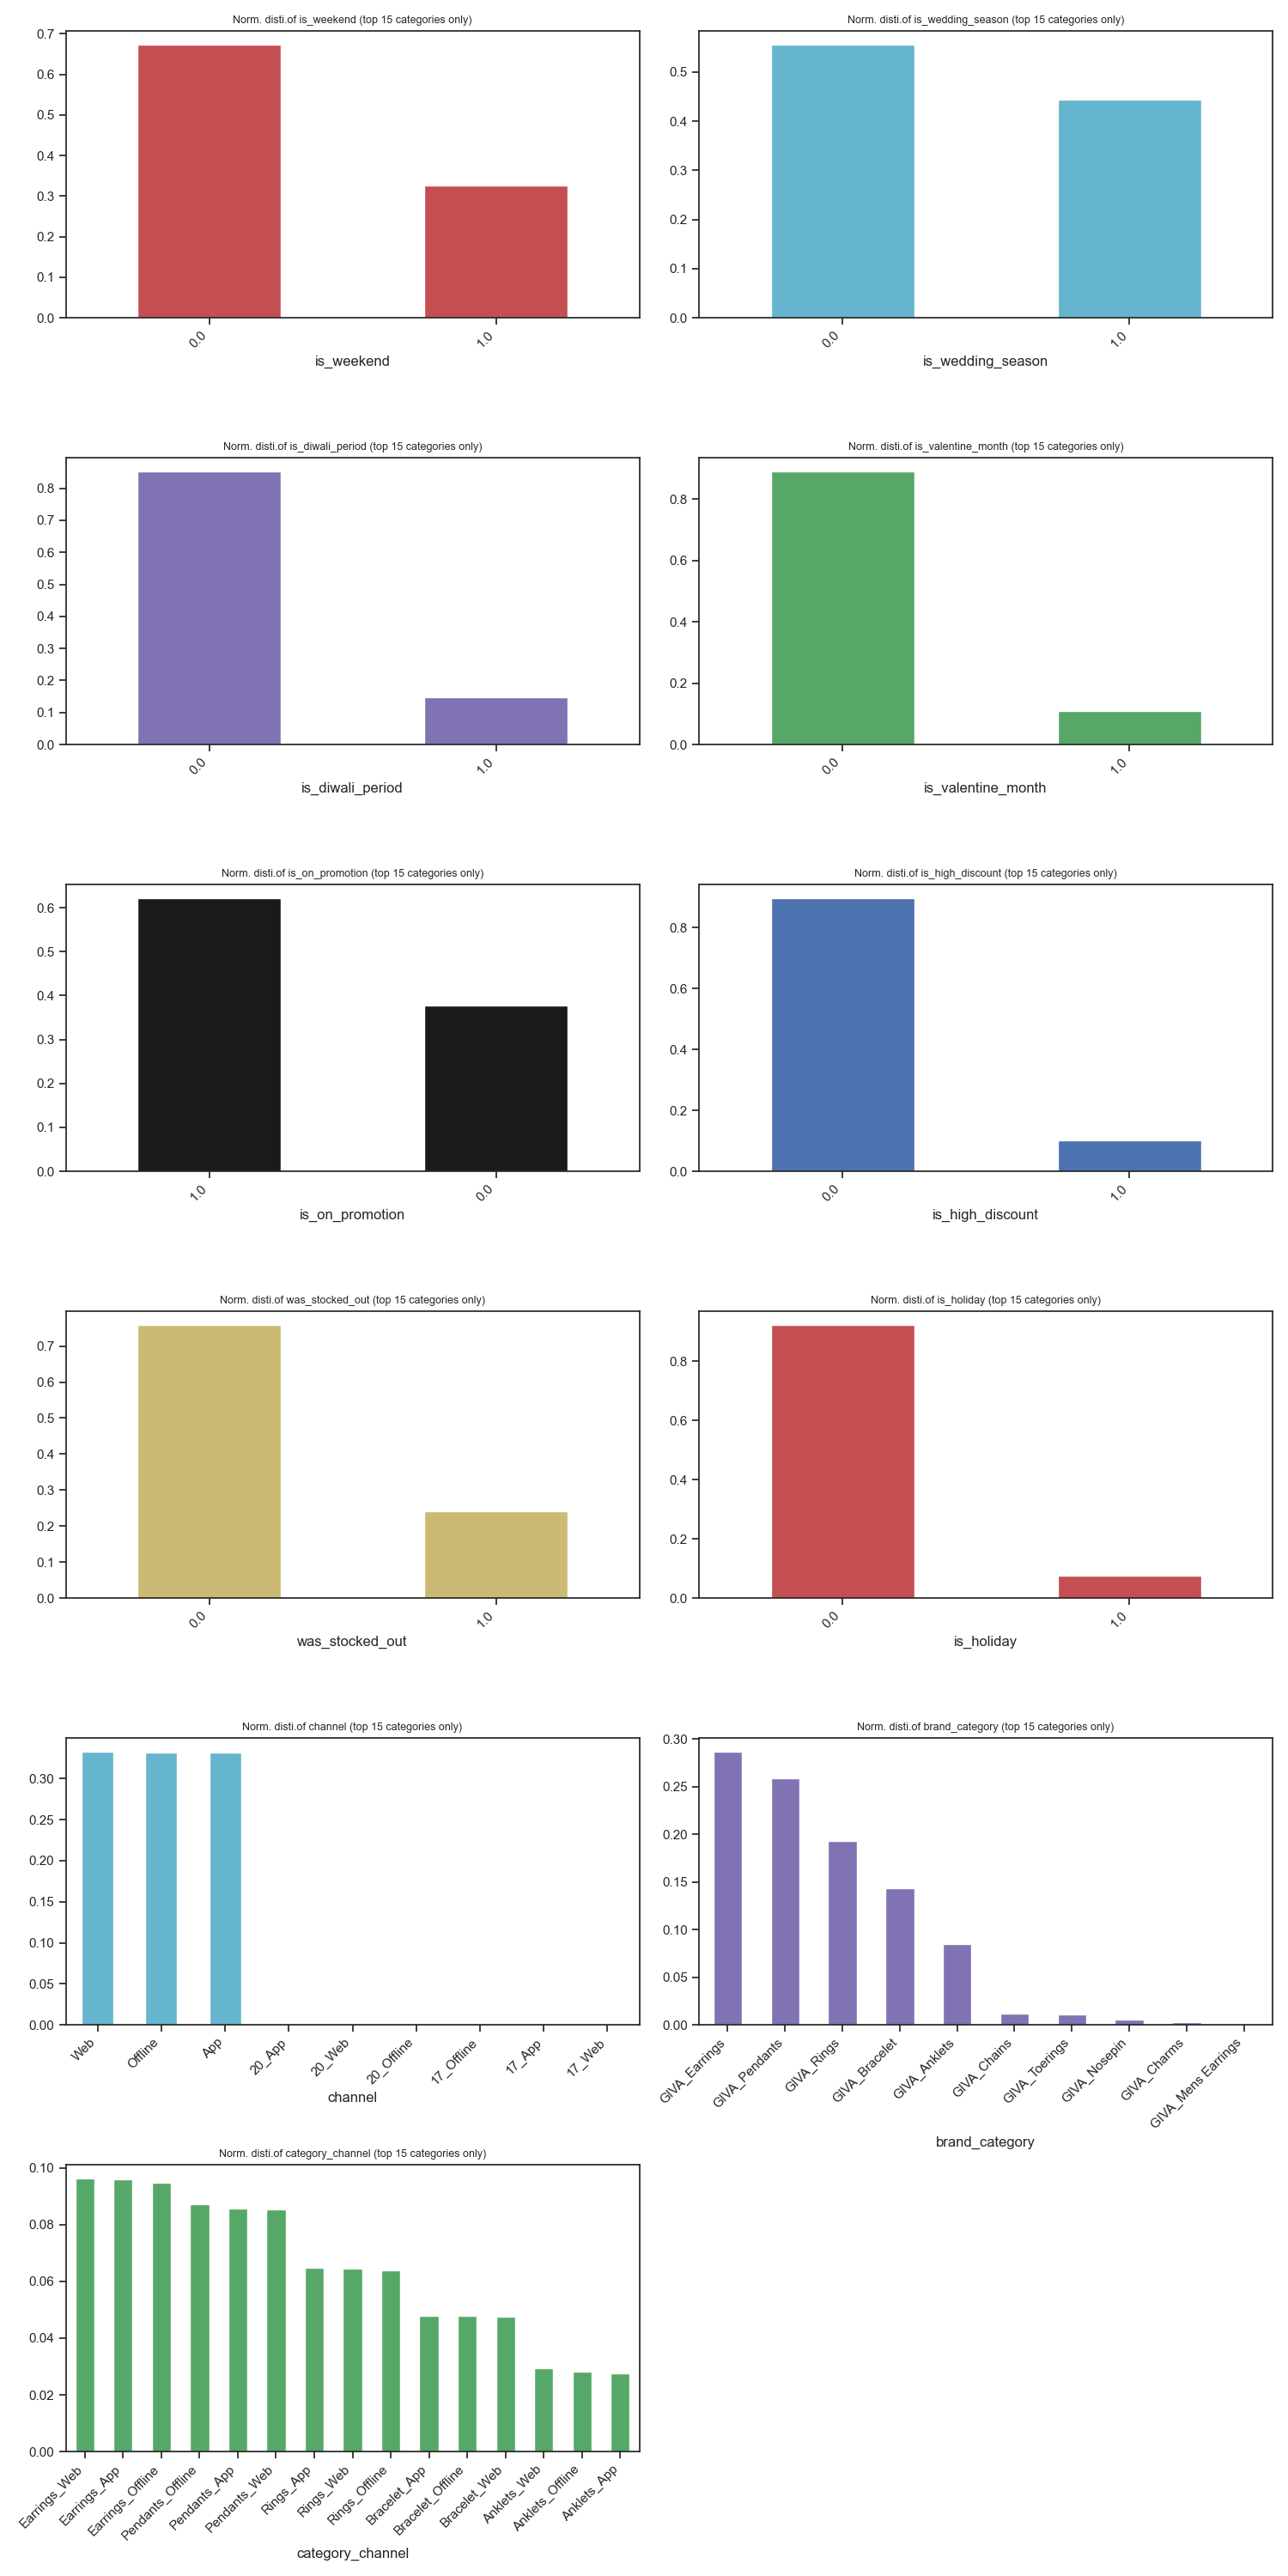 Norm. disti.of is_weekend (top 15 categories only)
0.7
0.6
0.5
0.4
0.3
0.2
0.1
0.0
0.0
1.0
is_weekend
Norm. disti.of is_wedding_season (top 15 categories only)
0.5
0.4
0.3
0.2
0.1
0.0
0.0
1.0
is_wedding_season
Norm. disti.of is_diwali_period (top 15 categories only)
0.8
0.7
0.6
0.5
0.4
0.3
0.2
0.1
0.0
0.0
1.0
is_diwali_period
Norm. disti.of is_valentine_month (top 15 categories only)
0.8
0.6
0.4
0.2
0.0
0.0
1.0
is_valentine_month
Norm. disti.of is_on_promotion (top 15 categories only)
0.6
0.5
0.4
0.3
0.2
0.1
0.0
1.0
0.0
is_on_promotion
Norm. disti.of is_high_discount (top 15 categories only)
0.8
0.6
0.4
0.2
0.0
0.0
1.0
is_high_discount
Norm. disti.of was_stocked_out (top 15 categories only)
0.7
0.6
0.5
0.4
0.3
0.2
0.1
0.0
0.0
1.0
was_stocked_out
Norm. disti.of is_holiday (top 15 categories only)
0.8
0.6
0.4
0.2
0.0
0.0
1.0
is_holiday
Norm. disti.of channel (top 15 categories only)
0.30
0.25
0.20
0.15
0.10
0.05
0.00
Web
Offline
App
20_App
20_Web
20_Offline
17_Offline
17_App
17_Web
channel
Norm. disti.of brand_category (top 15 categories only)
0.30
0.25
0.20
0.15
0.10
0.05
0.00
GIVA_Earrings
GIVA_Pendants
GIVA_Rings
GIVA_Bracelet
GIVA_Anklets
GIVA_Chains
GIVA_Toerings
GIVA_Nosepin
GIVA_Charms
GIVA_Mens Earrings
brand_category
Norm. disti.of category_channel (top 15 categories only)
0.10
0.08
0.06
0.04
0.02
0.00
Earrings_Web
Earrings_App
Earrings_Offline
Pendants_Offline
Pendants_App
Pendants_Web
Rings_App
Rings_Web
Rings_Offline
Bracelet_App
Bracelet_Offline
Bracelet_Web
Anklets_Web
Anklets_Offline
Anklets_App
category_channel